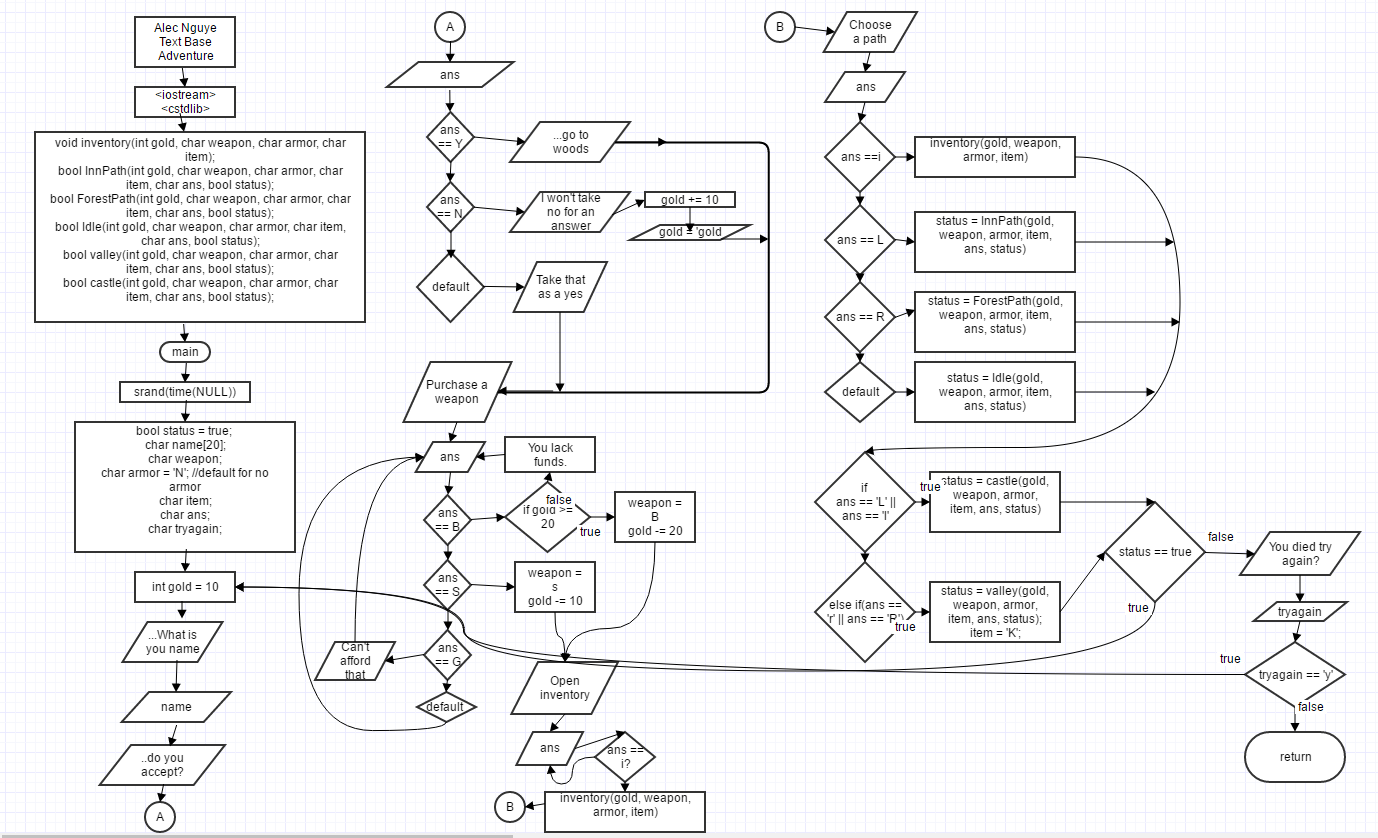 Alec Nguye
Text Base
Adventure
<iostream>
<cstdlib>
void inventory(int gold, char weapon, char armor, char
item);
bool InnPath(int gold, char weapon, char armor, char
item, char ans, bool status);
bool ForestPath(int gold, char weapon, char armor, char
item, char ans, bool status);
bool Idle(int gold, char weapon, char armor, char item,
char ans, bool status);
bool valley(int gold, char weapon, char armor, char
item, char ans, bool status);
bool castle(int gold, char weapon, char armor, char
item, char ans, bool status);
main
srand(time(NULL))
bool status = true;
char name[20];
char weapon;
char armor = 'N'; //default for no
armor
char item;
char ans;
char tryagain;
int gold = 10
...What is
you name
name
..do you
accept?
A
A
ans
ans
== Y
...go to
woods
ans
== N
I won't take
no for an
answer
gold += 10
gold = 'gold
default
Take that
as a yes
Purchase a
weapon
ans
You lack
funds.
ans
== B
false
if gold >=
20
true
weapon =
B
gold -= 20
ans
== S
weapon =
s
gold -= 10
ans
== G
Can't
afford
that
default
Open
inventory
ans
ans ==
i?
inventory(gold, weapon,
armor, item)
B
B
Choose
a path
ans
ans ==i
inventory(gold, weapon,
armor, item)
ans == L
status = InnPath(gold,
weapon, armor, item,
ans, status)
ans == R
status = ForestPath(gold,
weapon, armor, item,
ans, status)
default
status = Idle(gold,
weapon, armor, item,
ans, status)
if
ans == 'L' ||
ans == 'l'
true
status = castle(gold,
weapon, armor,
item, ans, status)
else if(ans ==
'r' || ans == 'R')
true
status = valley(gold,
weapon, armor,
item, ans, status);
item = 'K';
status == true
false
true
You died try
again?
tryagain
true
tryagain == 'y'
false
return